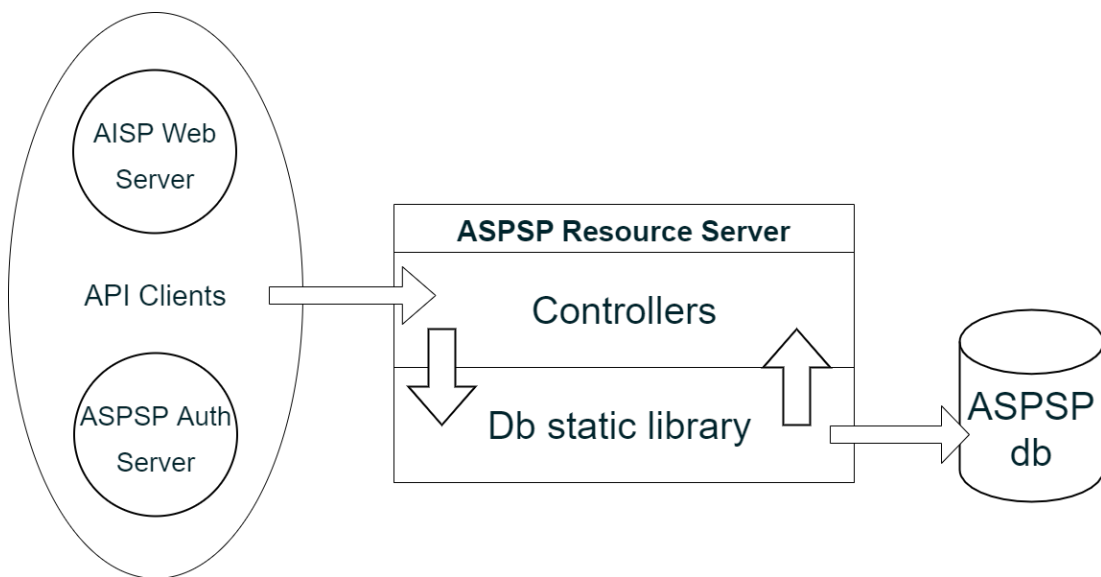 AISP Web
Server
API Clients
ASPSP Auth
Server
ASPSP Resource Server
Controllers
Db static library
ASPSP
db